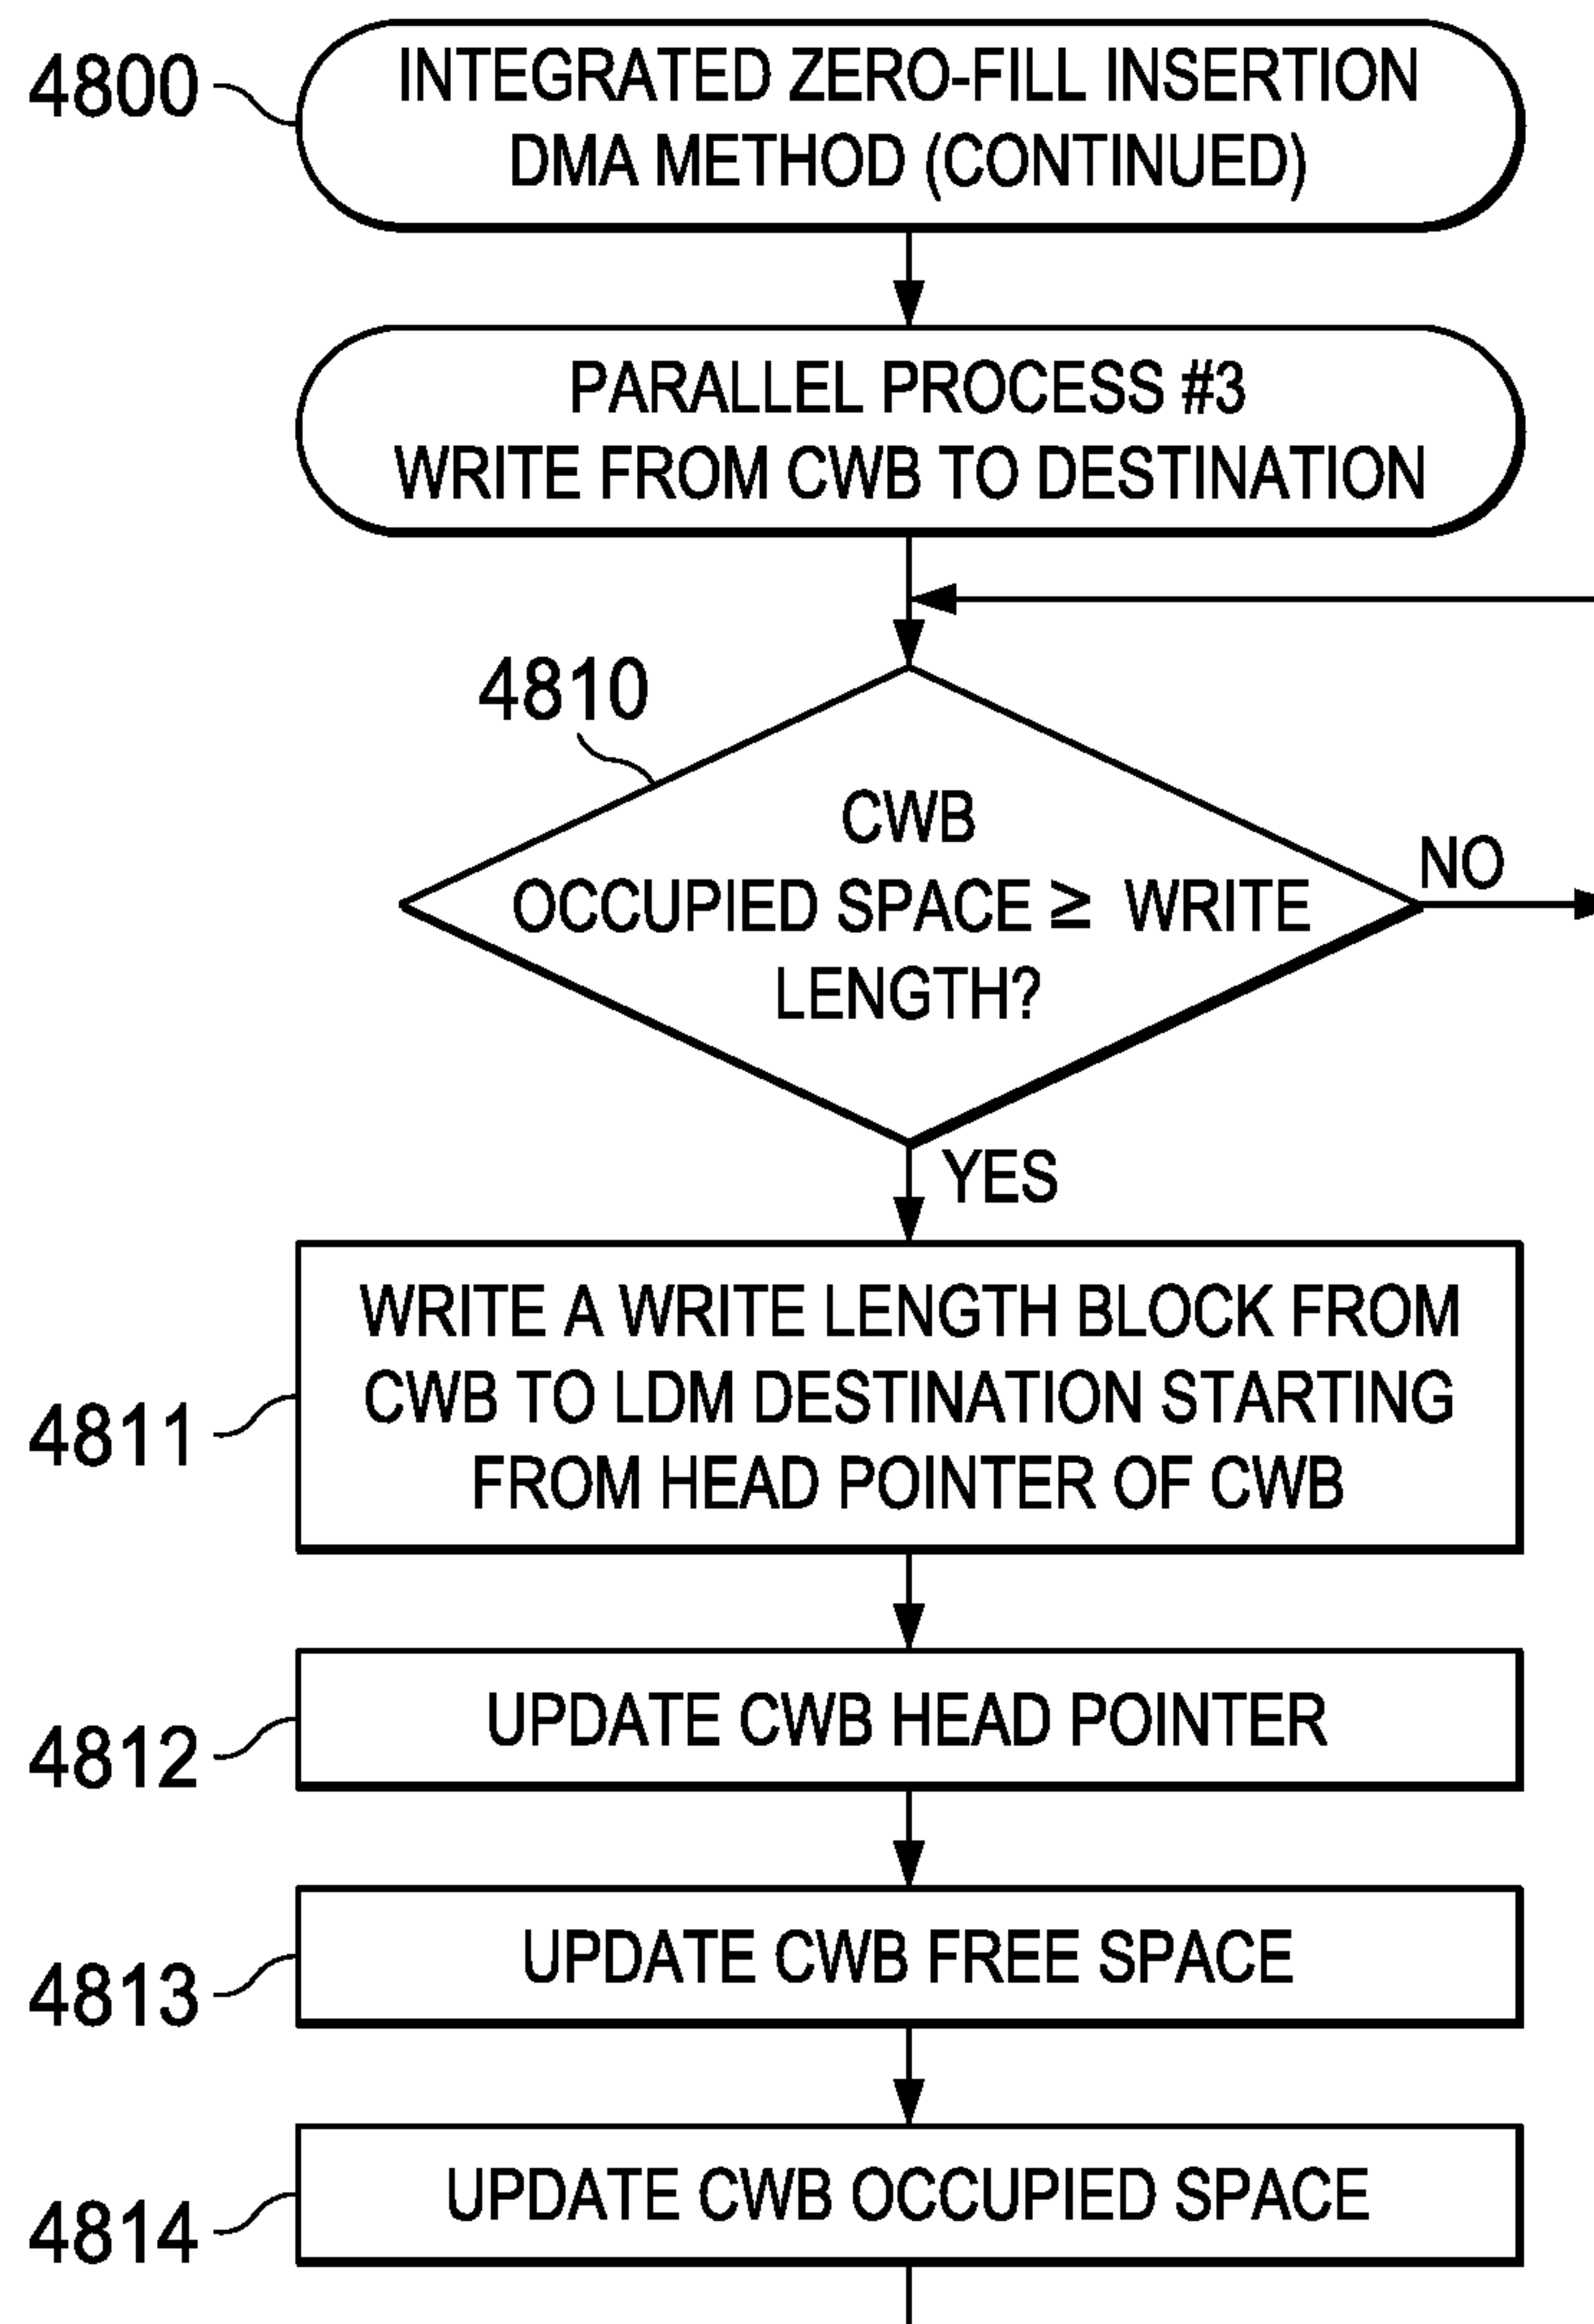 4800
INTEGRATED ZERO-FILL INSERTION
DMA METHOD (CONTINUED)
PARALLEL PROCESS #3
WRITE FROM CWB TO DESTINATION
4810
CWB
OCCUPIED SPACE ≥ WRITE
LENGTH?
NO
YES
4811
WRITE A WRITE LENGTH BLOCK FROM
CWB TO LDM DESTINATION STARTING
FROM HEAD POINTER OF CWB
4812
UPDATE CWB HEAD POINTER
4813
UPDATE CWB FREE SPACE
4814
UPDATE CWB OCCUPIED SPACE